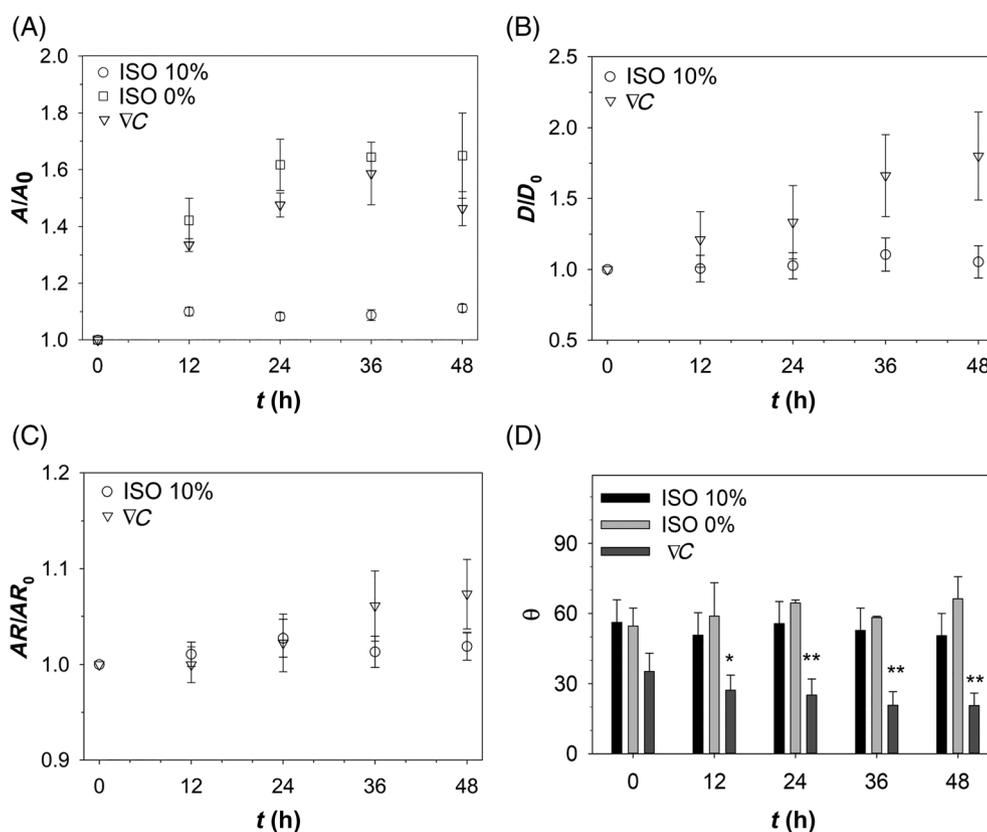 (A)
2.0
1.8
1.6
1.4
1.2
1.0
A/A0
ISO 10%
ISO 0%
∇C
0 12 24 36 48
t (h)
(B)
2.5
2.0
1.5
1.0
0.5
D/D0
ISO 10%
∇C
0 12 24 36 48
t (h)
(C)
1.2
1.1
1.0
0.9
AR/AR0
ISO 10%
∇C
0 12 24 36 48
t (h)
(D)
90
60
30
0
θ
ISO 10%
ISO 0%
∇C
* ** ** **
0 12 24 36 48
t (h)